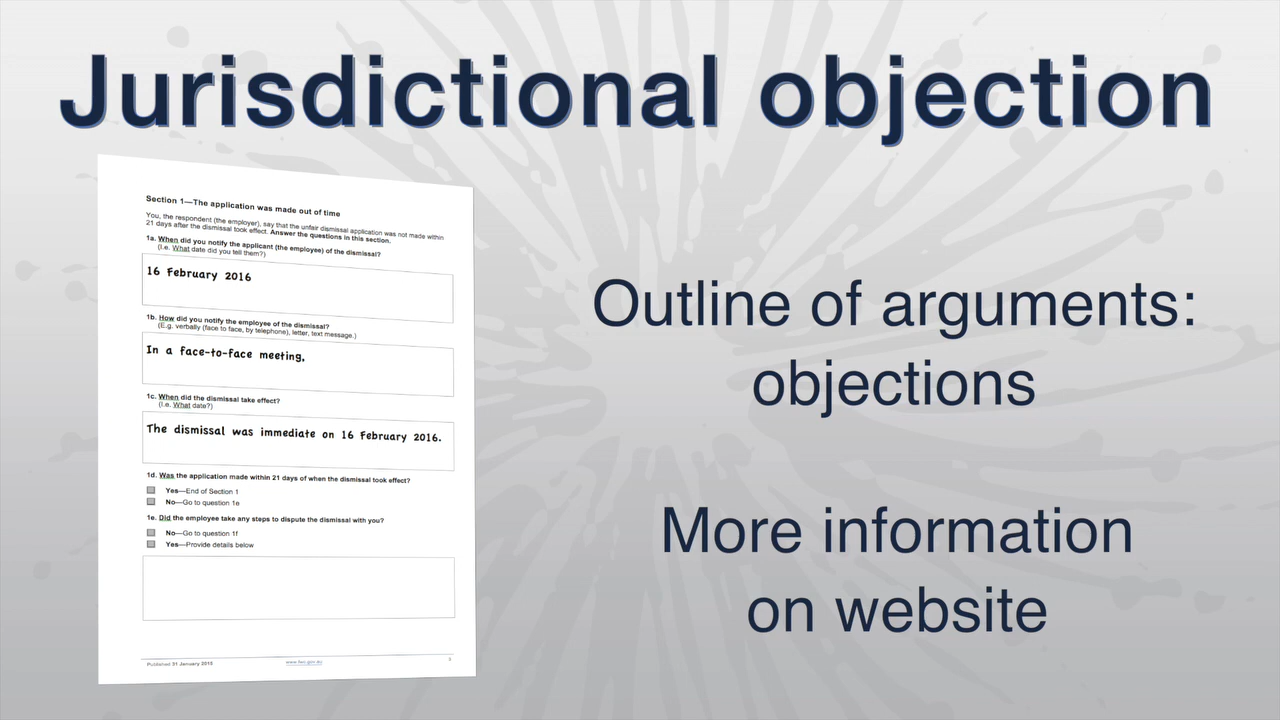 Jurisdictional objection
Section 1—The application was made out of time
You, the respondent (the employer), say that the unfair dismissal application was not made within
21 days after the dismissal took effect. Answer the questions in this section.
1a. When did you notify the applicant (the employee) of the dismissal?
(I.e. What date did you tell them?)
16 February 2016
1b. How did you notify the employee of the dismissal?
(E.g. verbally (face to face, by telephone), letter, text message.)
In a face-to-face meeting.
1c. When did the dismissal take effect?
(I.e. What date?)
The dismissal was immediate on 16 February 2016.
1d. Was the application made within 21 days of when the dismissal took effect?
Yes—End of Section 1
No—Go to question 1e
1e. Did the employee take any steps to dispute the dismissal with you?
No—Go to question 1f
Yes—Provide details below
Published 31 January 2015
www.fwc.gov.au
Outline of arguments:
objections
More information
on website